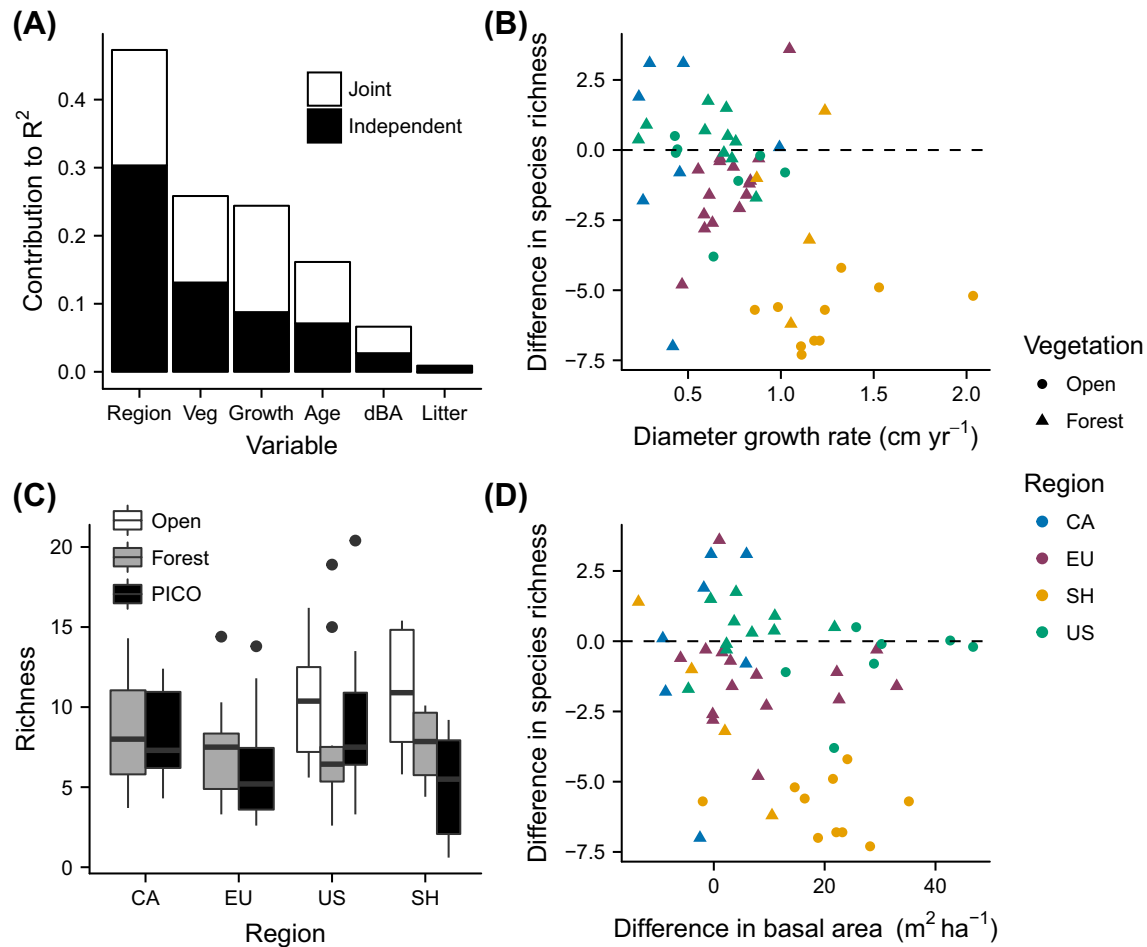 (A)
Contribution to R²
0.4
0.3
0.2
0.1
0.0
Joint
Independent
Region Veg Growth Age dBA Litter
Variable
(B)
Difference in species richness
2.5
0.0
−2.5
−5.0
−7.5
0.5 1.0 1.5 2.0
Diameter growth rate (cm yr⁻¹)
Vegetation
Open
Forest
Region
CA
EU
SH
US
(C)
Richness
20
15
10
5
0
Open
Forest
PICO
CA EU US SH
Region
(D)
Difference in species richness
2.5
0.0
−2.5
−5.0
−7.5
0 20 40
Difference in basal area (m² ha⁻¹)